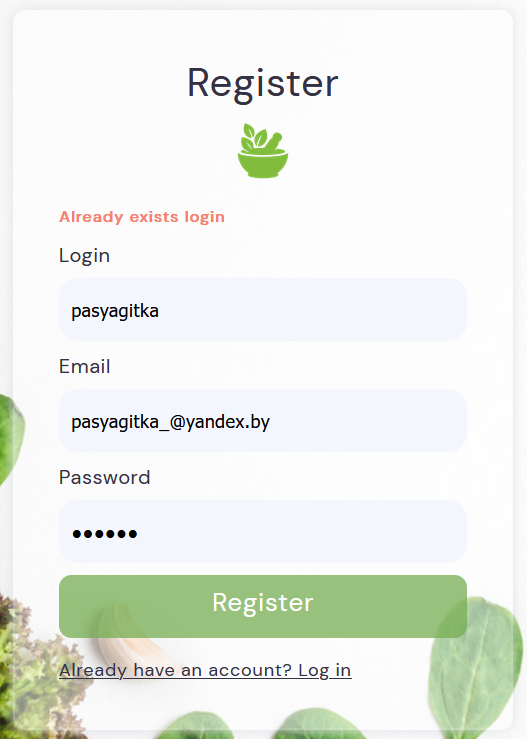 Register
Already exists login
Login
pasyagitka
Email
pasyagitka_@yandex.by
Password
••••••
Register
Already have an account? Log in